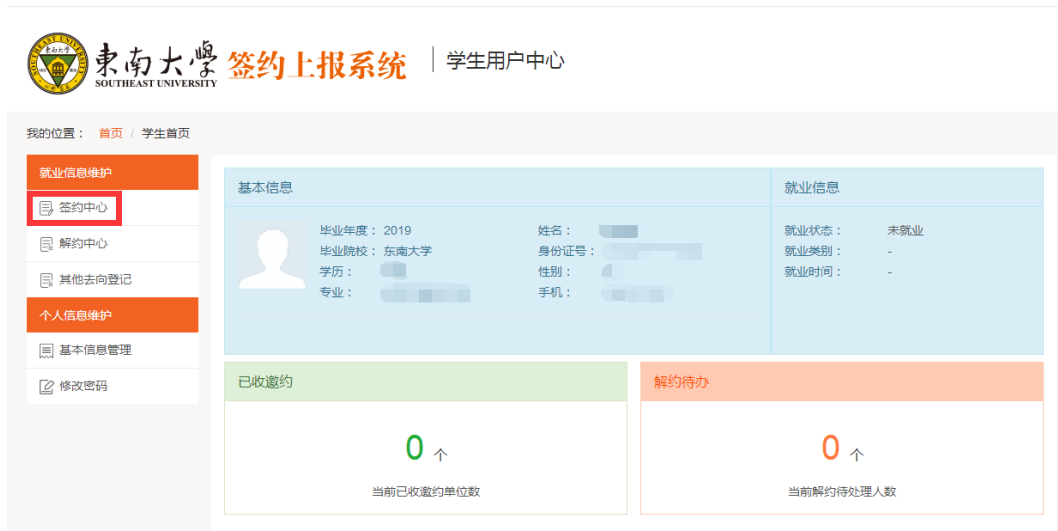 東南大學 签约上报系统 学生用户中心
SOUTHEAST UNIVERSITY
我的位置： 首页 / 学生首页
就业信息维护
签约中心
解约中心
其他去向登记
个人信息维护
基本信息管理
修改密码
基本信息
毕业年度： 2019 姓名：
毕业院校： 东南大学 身份证号：
学历： 性别：
专业： 手机：
就业信息
就业状态： 未就业
就业类别： -
就业时间： -
已收邀约
0 个
当前已收邀约单位数
解约待办
0 个
当前解约待处理人数